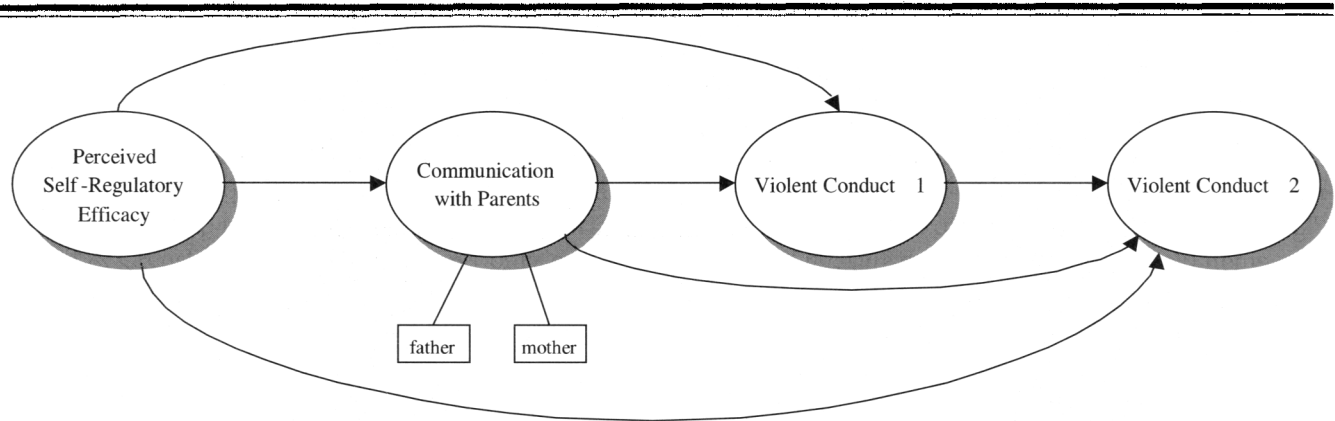 Perceived
Self -Regulatory
Efficacy
Communication
with Parents
Violent Conduct 1
Violent Conduct 2
father
mother